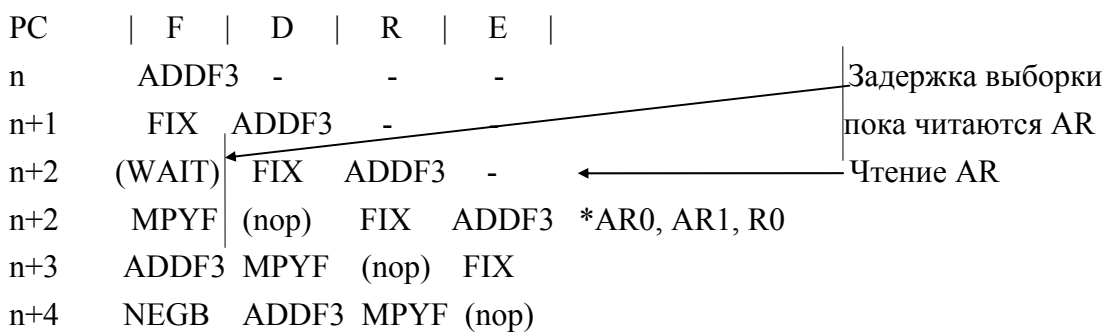 PC | F | D | R | E |
n ADDF3 - - - Задержка выборки
n+1 FIX ADDF3 - - пока читаются AR
n+2 (WAIT) FIX ADDF3 - Чтение AR
n+2 MPYF (nop) FIX ADDF3 *AR0, AR1, R0
n+3 ADDF3 MPYF (nop) FIX
n+4 NEGB ADDF3 MPYF (nop)